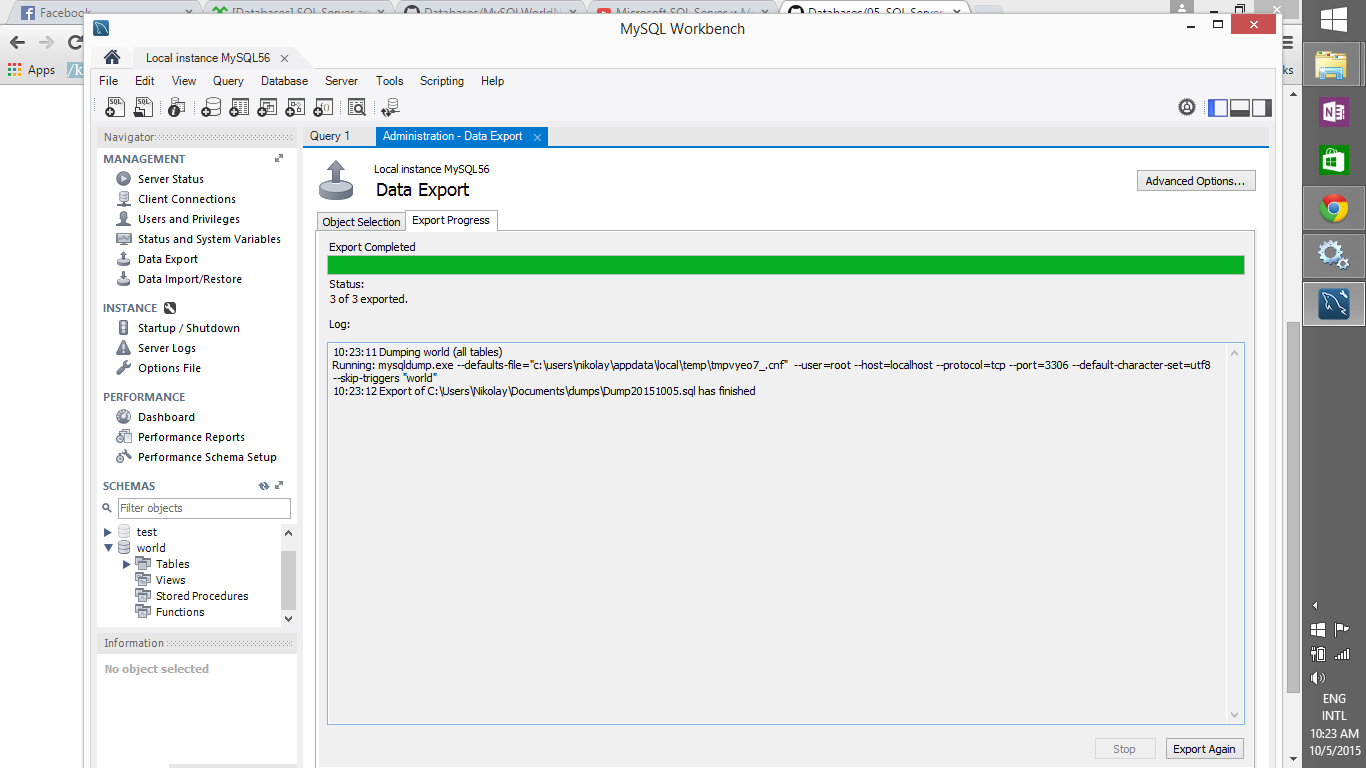 Facebook
[Databases] SQL Server as
Databases/MySQLWorld
Microsoft SQL Server и M
Databases/05. SQL Server
MySQL Workbench
Apps
Local instance MySQL56
File Edit View Query Database Server Tools Scripting Help
Navigator
MANAGEMENT
Server Status
Client Connections
Users and Privileges
Status and System Variables
Data Export
Data Import/Restore
INSTANCE
Startup / Shutdown
Server Logs
Options File
PERFORMANCE
Dashboard
Performance Reports
Performance Schema Setup
SCHEMAS
Filter objects
test
world
Tables
Views
Stored Procedures
Functions
Information
No object selected
Query 1
Administration - Data Export
Local instance MySQL56
Data Export
Advanced Options...
Object Selection
Export Progress
Export Completed
Status:
3 of 3 exported.
Log:
10:23:11 Dumping world (all tables)
Running: mysqldump.exe --defaults-file="c:\users\nikolay\appdata\local\temp\tmpvyeo7_.cnf" --user=root --host=localhost --protocol=tcp --port=3306 --default-character-set=utf8
--skip-triggers "world"
10:23:12 Export of C:\Users\Nikolay\Documents\dumps\Dump20151005.sql has finished
Stop
Export Again
ENG
INTL
10:23 AM
10/5/2015